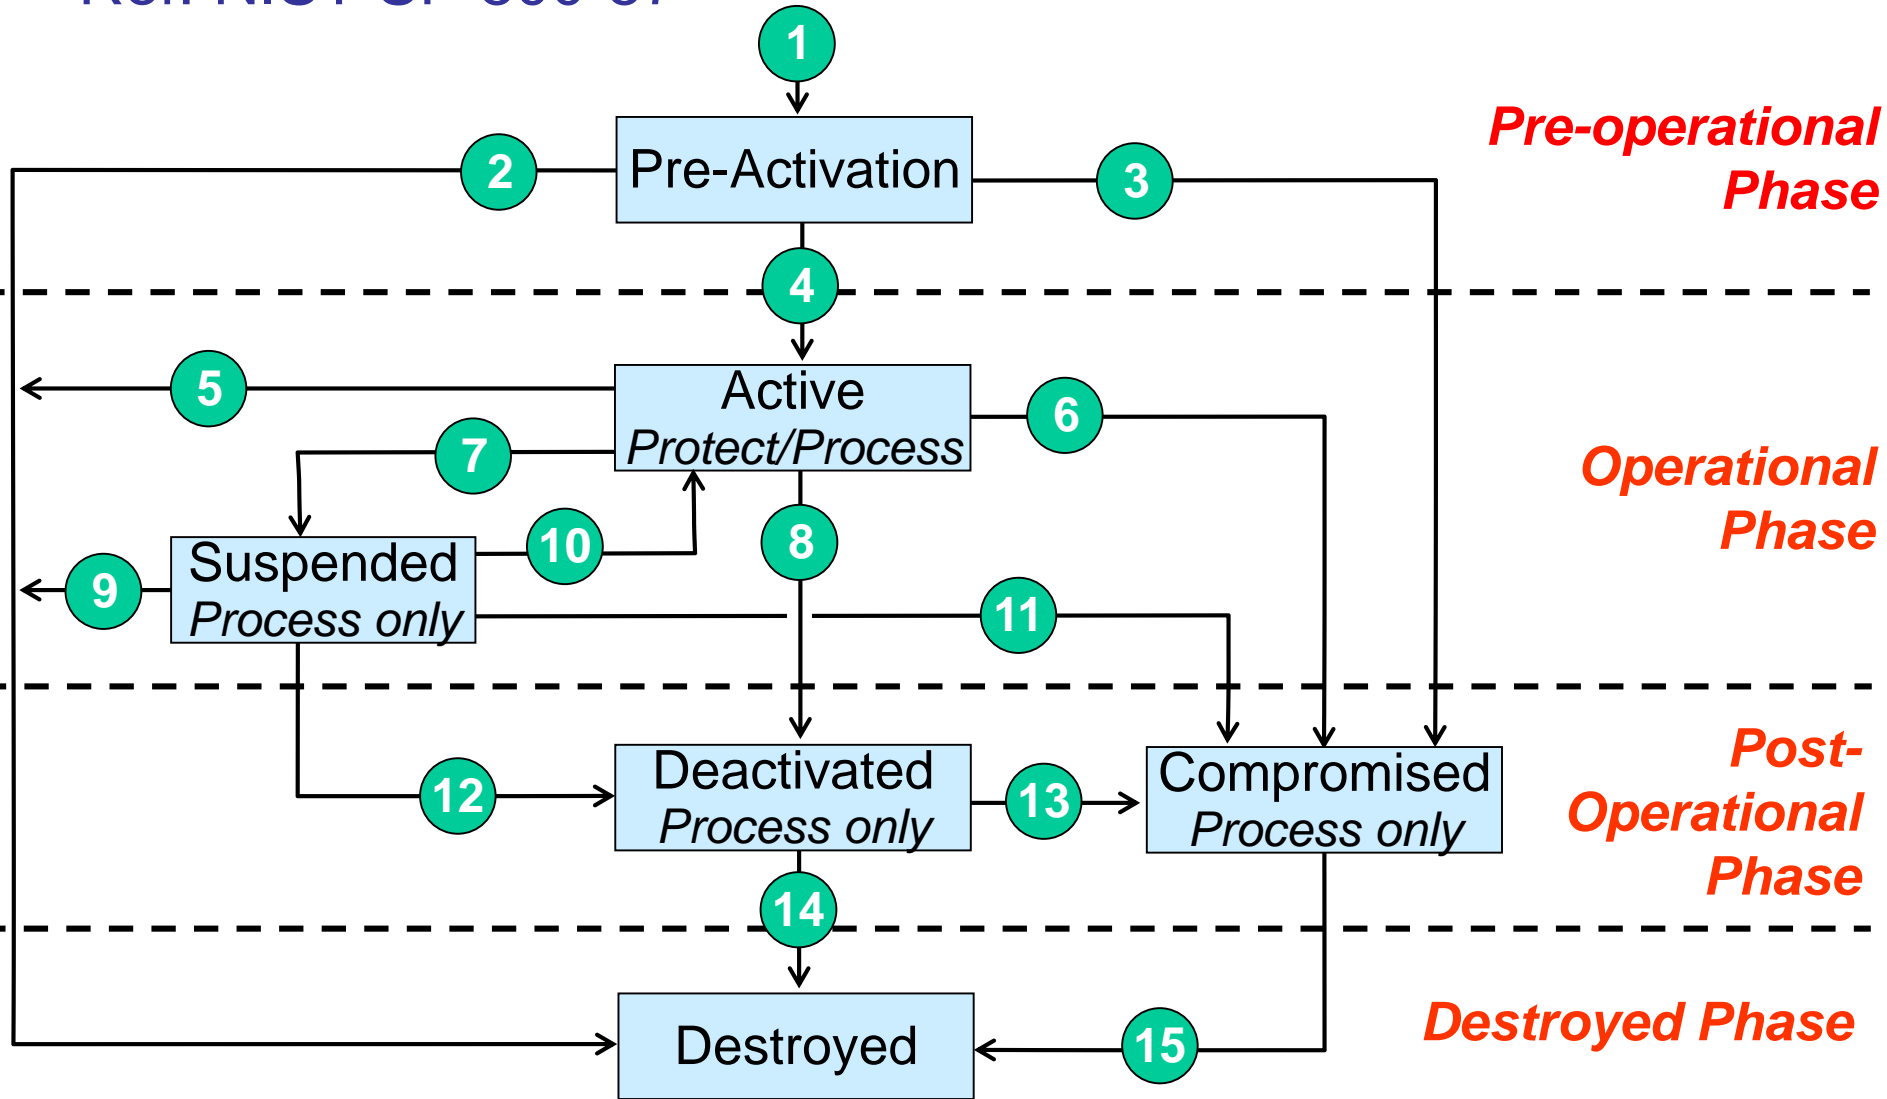 1
Pre-operational
Phase
2
Pre-Activation
3
4
5
Active
Protect/Process
6
7
Operational
Phase
8
10
Suspended
Process only
9
11
12
Deactivated
Process only
13
Compromised
Process only
Post-
Operational
Phase
14
Destroyed
15
Destroyed Phase